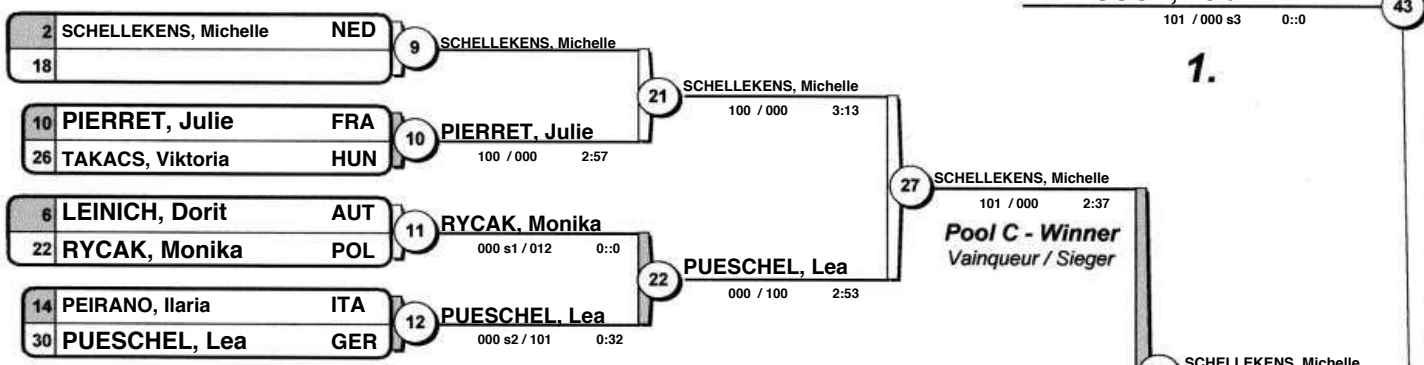 43
101 / 000 s3 0::0
1.
2 SCHELLEKENS, Michelle NED
18
9
SCHELLEKENS, Michelle
10 PIERRET, Julie FRA
26 TAKACS, Viktoria HUN
10
PIERRET, Julie
100 / 000 2:57
21
SCHELLEKENS, Michelle
100 / 000 3:13
6 LEINICH, Dorit AUT
22 RYCAK, Monika POL
11
RYCAK, Monika
000 s1 / 012 0::0
14 PEIRANO, Ilaria ITA
30 PUESCHEL, Lea GER
12
PUESCHEL, Lea
000 s2 / 101 0:32
22
PUESCHEL, Lea
000 / 100 2:53
27
SCHELLEKENS, Michelle
101 / 000 2:37
Pool C - Winner
Vainqueur / Sieger
SCHELLEKENS, Michelle